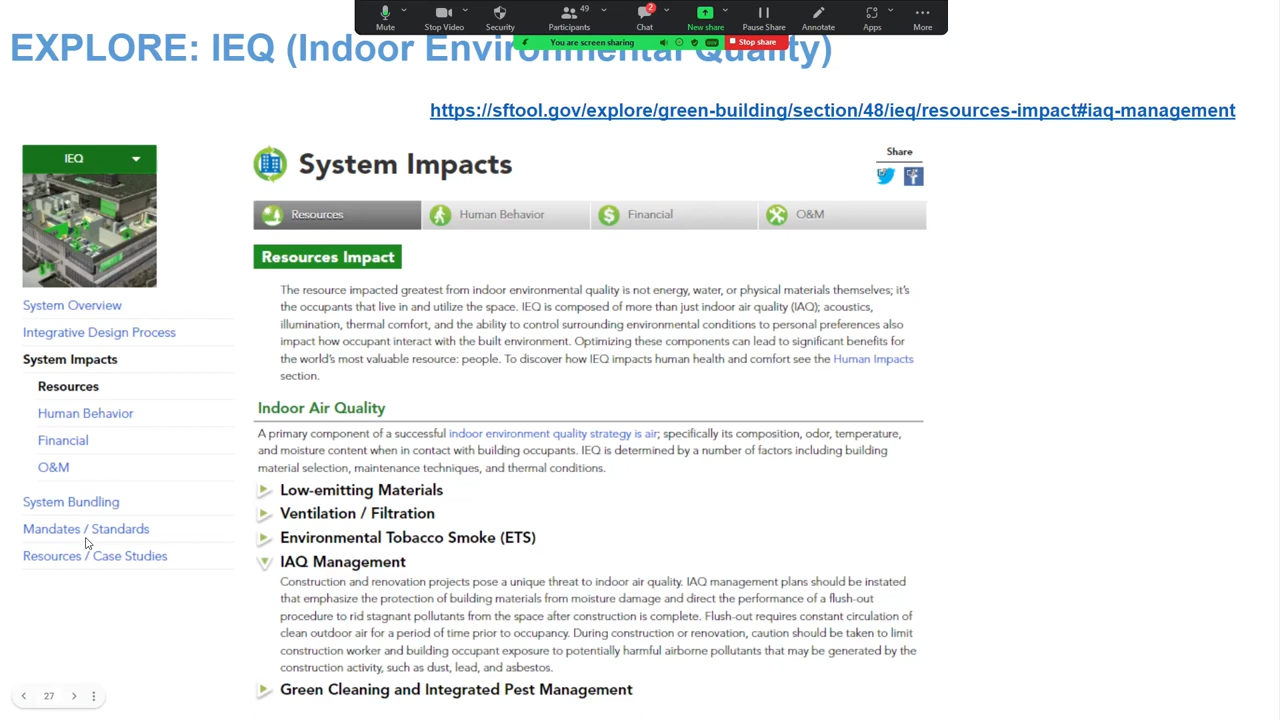 Mute
Stop Video
Security
49
Participants
2
Chat
New share
Pause Share
Annotate
Apps
More
You are screen sharing
Stop share
EXPLORE: IEQ (Indoor Environmental Quality)
https://sftool.gov/explore/green-building/section/48/ieq/resources-impact#iaq-management
IEQ
System Overview
Integrative Design Process
System Impacts
Resources
Human Behavior
Financial
O&M
System Bundling
Mandates / Standards
Resources / Case Studies
System Impacts
Share
Resources
Human Behavior
Financial
O&M
Resources Impact
The resource impacted greatest from indoor environmental quality is not energy, water, or physical materials themselves; it's
the occupants that live in and utilize the space. IEQ is composed of more than just indoor air quality (IAQ); acoustics,
illumination, thermal comfort, and the ability to control surrounding environmental conditions to personal preferences also
impact how occupant interact with the built environment. Optimizing these components can lead to significant benefits for
the world's most valuable resource: people. To discover how IEQ impacts human health and comfort see the Human Impacts
section.
Indoor Air Quality
A primary component of a successful indoor environment quality strategy is air; specifically its composition, odor, temperature,
and moisture content when in contact with building occupants. IEQ is determined by a number of factors including building
material selection, maintenance techniques, and thermal conditions.
Low-emitting Materials
Ventilation / Filtration
Environmental Tobacco Smoke (ETS)
IAQ Management
Construction and renovation projects pose a unique threat to indoor air quality. IAQ management plans should be instated
that emphasize the protection of building materials from moisture damage and direct the performance of a flush-out
procedure to rid stagnant pollutants from the space after construction is complete. Flush-out requires constant circulation of
clean outdoor air for a period of time prior to occupancy. During construction or renovation, caution should be taken to limit
construction worker and building occupant exposure to potentially harmful airborne pollutants that may be generated by the
construction activity, such as dust, lead, and asbestos.
Green Cleaning and Integrated Pest Management
27